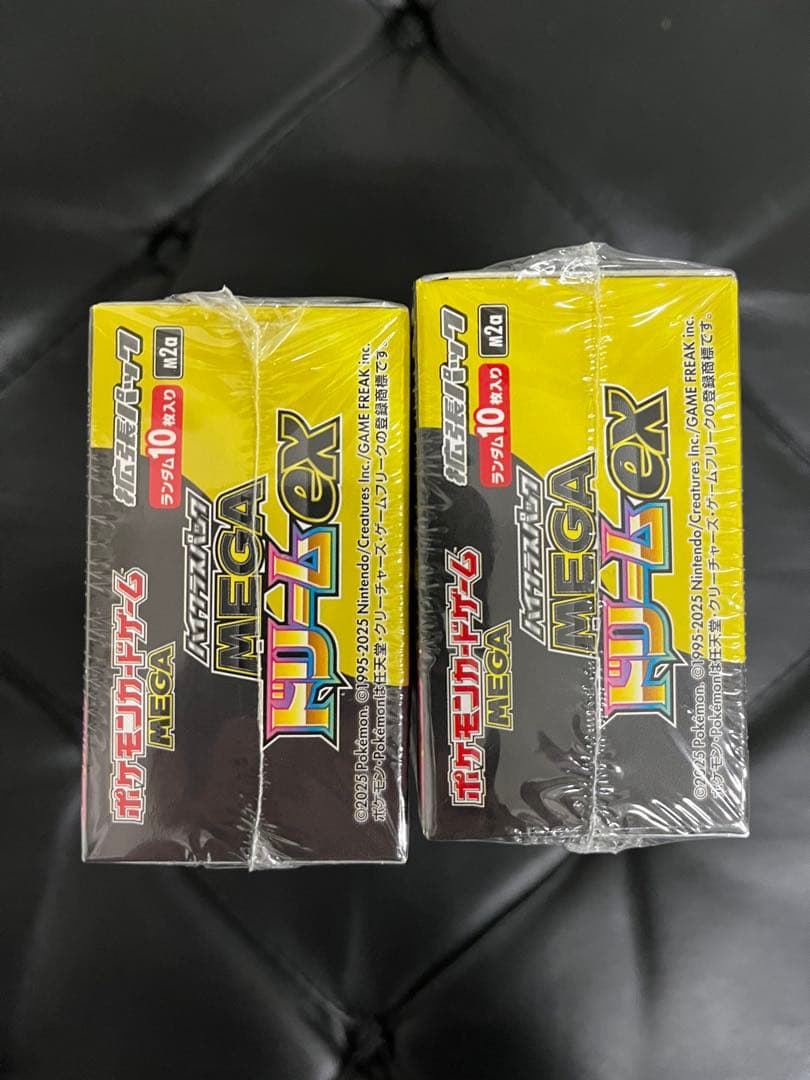 拡張パック
ランダム10枚入り
M2a
ポケモンカードゲーム
MEGA
ハイクラスパック
MEGA
ドリームex
©2025 Pokémon. ©1995-2025 Nintendo/Creatures Inc./GAME FREAK inc.
ポケモン・Pokémonは任天堂・クリーチャーズ・ゲームフリークの登録商標です。
拡張パック
ランダム10枚入り
M2a
ポケモンカードゲーム
MEGA
ハイクラスパック
MEGA
ドリームex
©2025 Pokémon. ©1995-2025 Nintendo/Creatures Inc./GAME FREAK inc.
ポケモン・Pokémonは任天堂・クリーチャーズ・ゲームフリークの登録商標です。